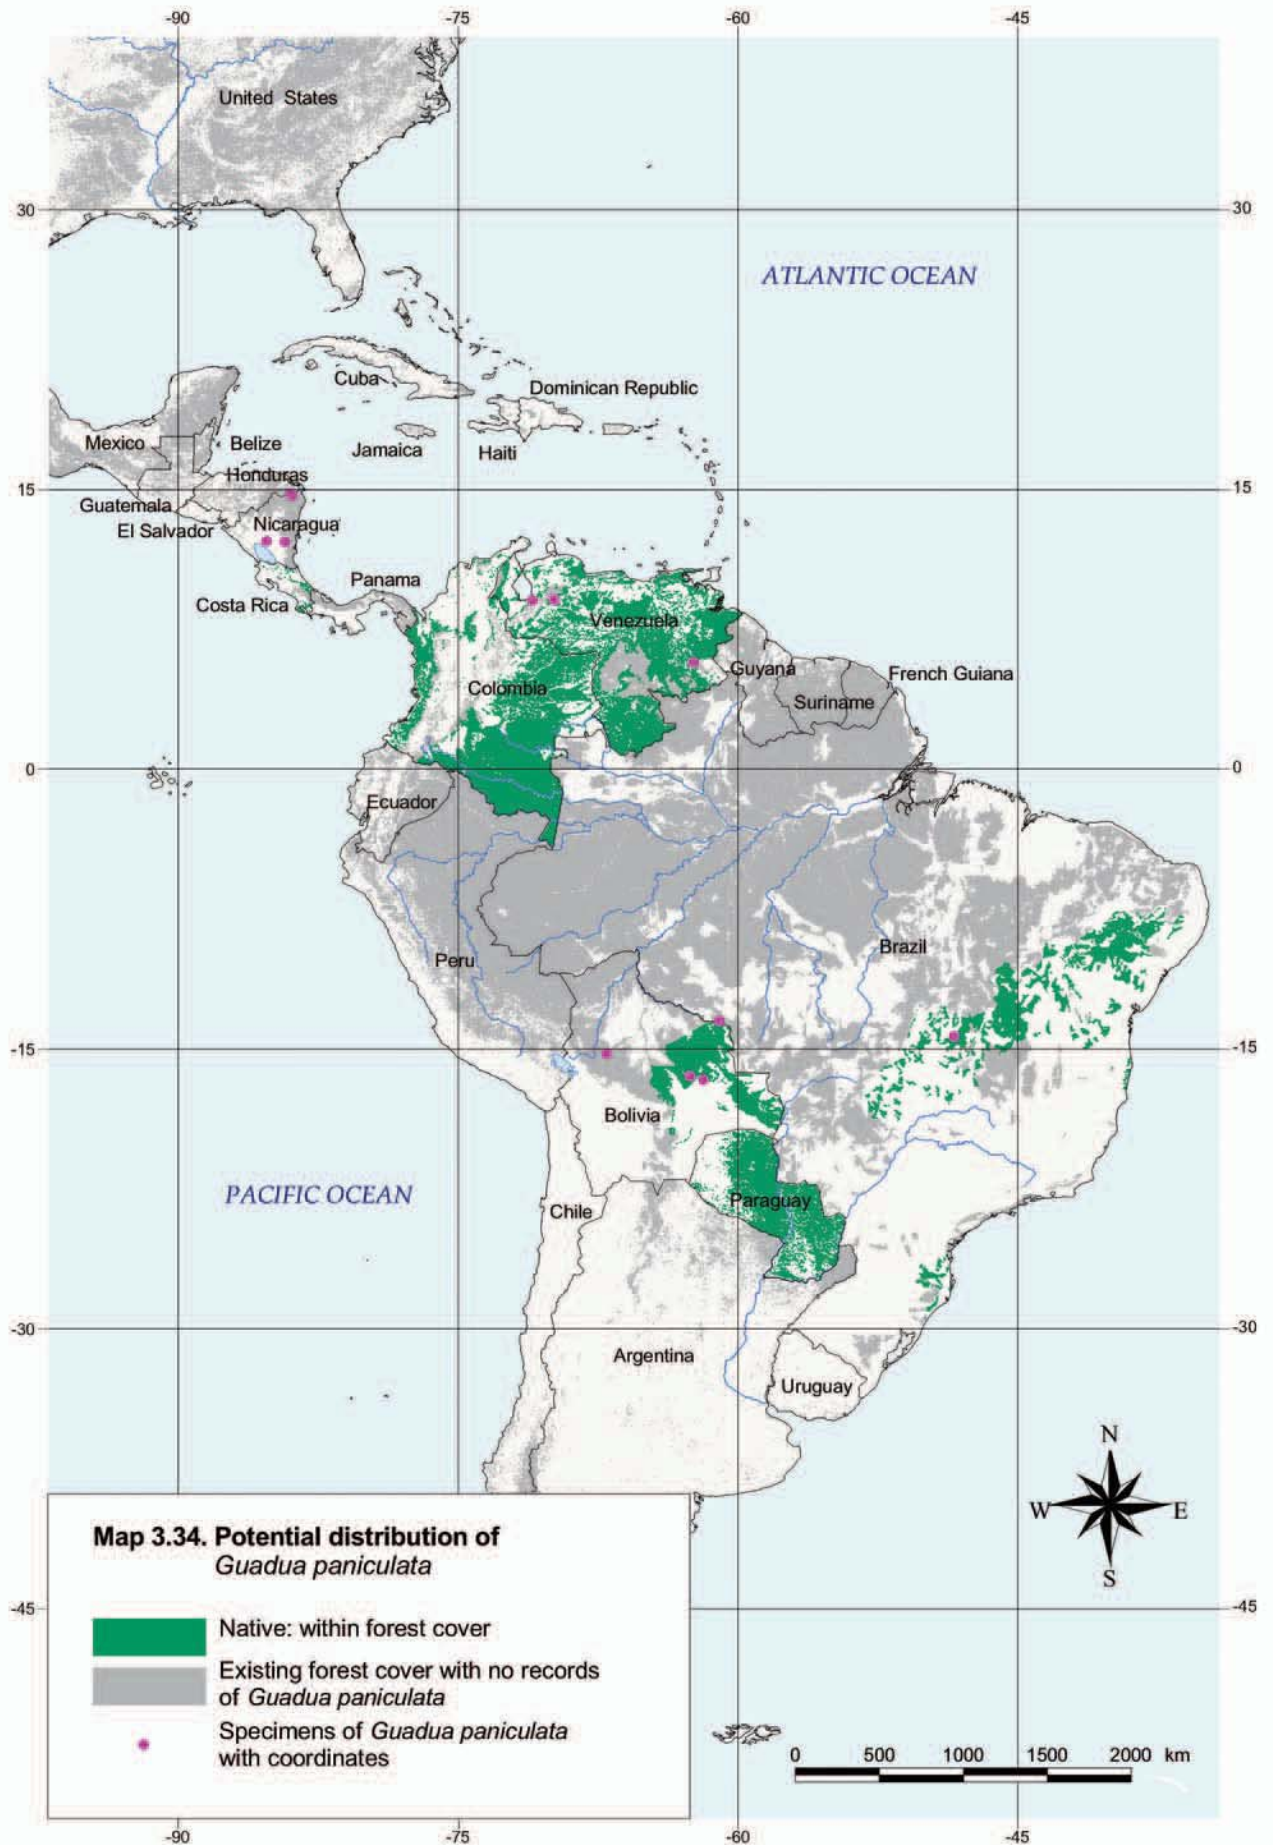 -90 -75 -60 -45
United States
30 30
ATLANTIC OCEAN
Cuba
Dominican Republic
Mexico Belize Jamaica Haiti
Honduras
15 15
Guatemala
El Salvador Nicaragua
Panama
Costa Rica
Venezuela
Guyana French Guiana
Colombia
Suriname
0 0
Ecuador
Brazil
Peru
-15 -15
Bolivia
PACIFIC OCEAN
Paraguay
Chile
-30 -30
Argentina
Uruguay
N
W E
S
Map 3.34. Potential distribution of
Guadua paniculata
-45 -45
Native: within forest cover
Existing forest cover with no records
of Guadua paniculata
Specimens of Guadua paniculata
with coordinates
0 500 1000 1500 2000 km
-90 -75 -60 -45